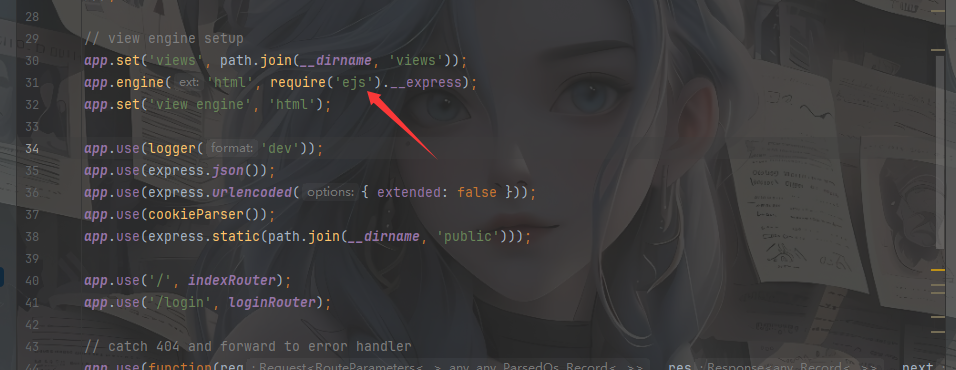 28
29 // view engine setup
30 app.set('views', path.join(__dirname, 'views'));
31 app.engine( ext: 'html', require('ejs').__express);
32 app.set('view engine', 'html');
33
34 app.use(logger( format: 'dev'));
35 app.use(express.json());
36 app.use(express.urlencoded( options: { extended: false }));
37 app.use(cookieParser());
38 app.use(express.static(path.join(__dirname, 'public')));
39
40 app.use('/', indexRouter);
41 app.use('/login', loginRouter);
42
43 // catch 404 and forward to error handler
44 app.use(function(req : Request<RouteParameters<…>, any, any, ParsedQs, Record<…>> , res : Response<any, Record<…>> , next